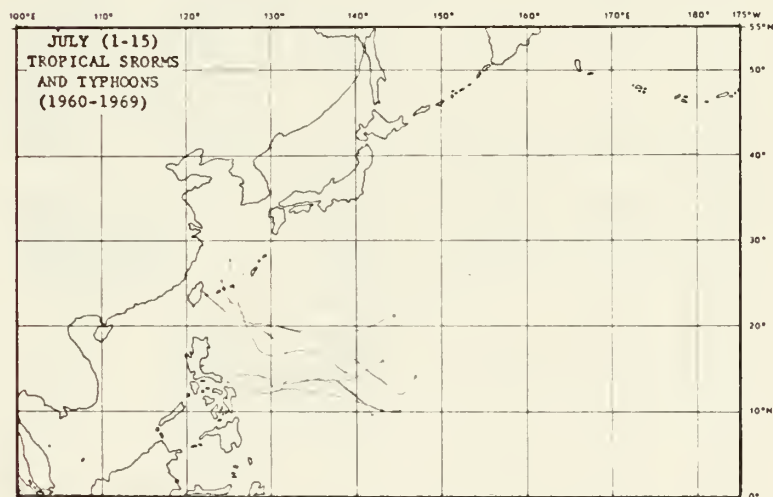 100°E 110° 120° 130° 140° 150° 160°E 170°E 180° 175°W
55°N
JULY (1-15)
TROPICAL SRORMS
AND TYPHOONS
(1960-1969)
50°
40°
30°
20°
10°N
0°